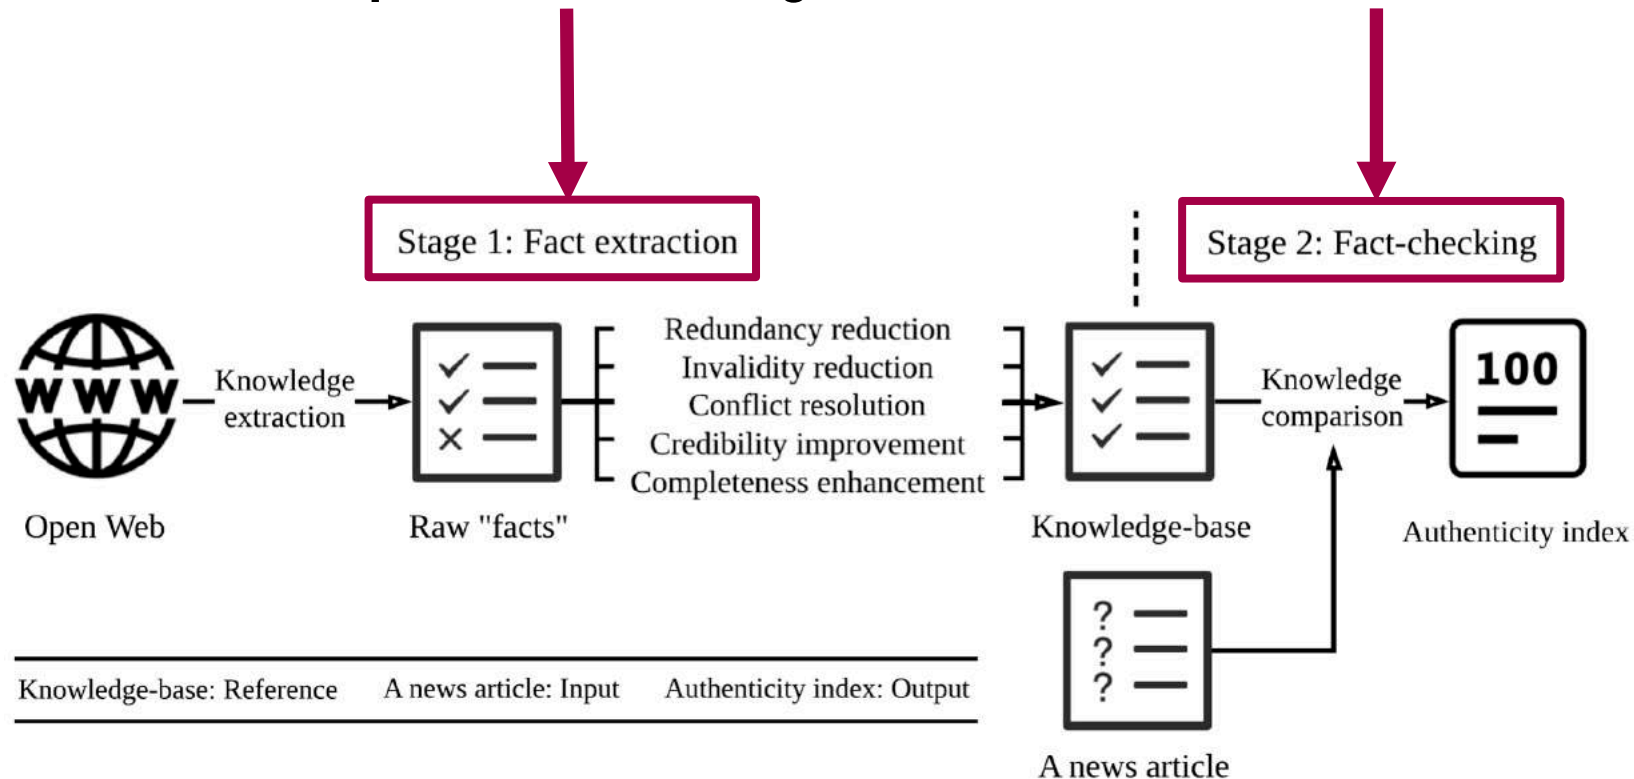 Stage 1: Fact extraction
Stage 2: Fact-checking
WWW
Knowledge
extraction
Redundancy reduction
Invalidity reduction
Conflict resolution
Credibility improvement
Completeness enhancement
Knowledge
comparison
100
Open Web
Raw "facts"
Knowledge-base
Authenticity index
?
?
?
Knowledge-base: Reference
A news article: Input
Authenticity index: Output
A news article